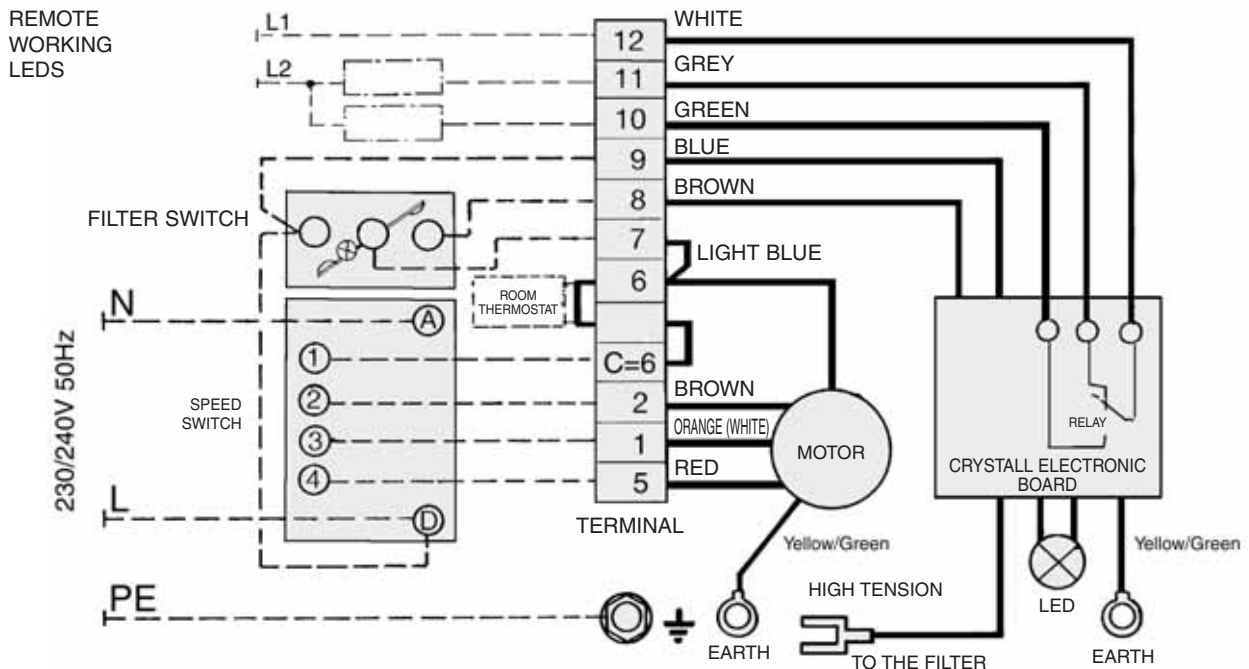 REMOTE
WORKING
LEDS
L1
L2
12
WHITE
11
GREY
10
GREEN
9
BLUE
8
BROWN
7
6
LIGHT BLUE
FILTER SWITCH
ROOM
THERMOSTAT
230/240V 50Hz
N
A
1
C=6
SPEED
SWITCH
2
2
BROWN
3
1
ORANGE (WHITE)
4
5
RED
L
D
TERMINAL
MOTOR
RELAY
CRYSTALL ELECTRONIC
BOARD
Yellow/Green
Yellow/Green
PE
HIGH TENSION
LED
EARTH
TO THE FILTER
EARTH